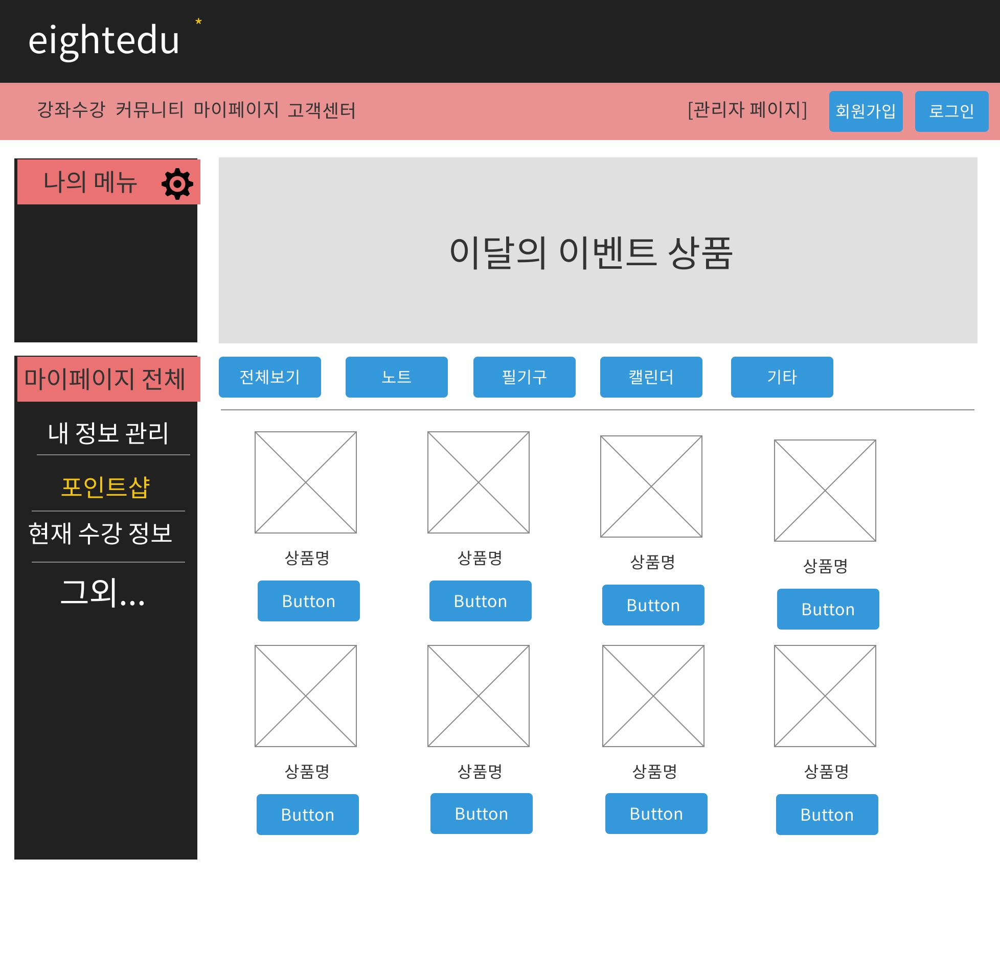 eightedu *
강좌수강 커뮤니티 마이페이지 고객센터 [관리자 페이지] 회원가입 로그인
나의 메뉴
이달의 이벤트 상품
마이페이지 전체
내 정보 관리
포인트샵
현재 수강 정보
그외...
전체보기 노트 필기구 캘린더 기타
상품명 상품명 상품명 상품명
Button Button Button Button
상품명 상품명 상품명 상품명
Button Button Button Button